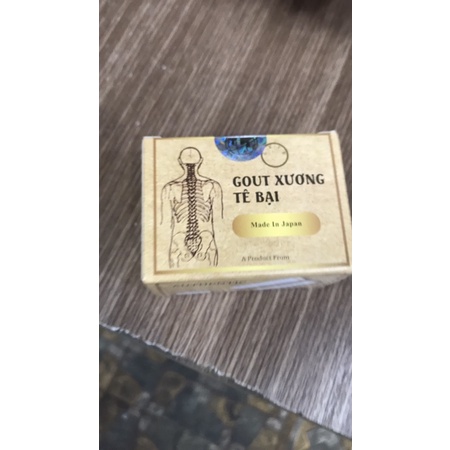 GOUT XƯƠNG
TÊ BẠI
Made In Japan
A Product From